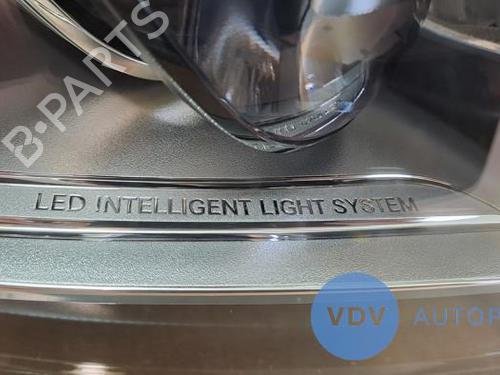 B-PARTS
LED INTELLIGENT LIGHT SYSTEM
VDV AUTOP